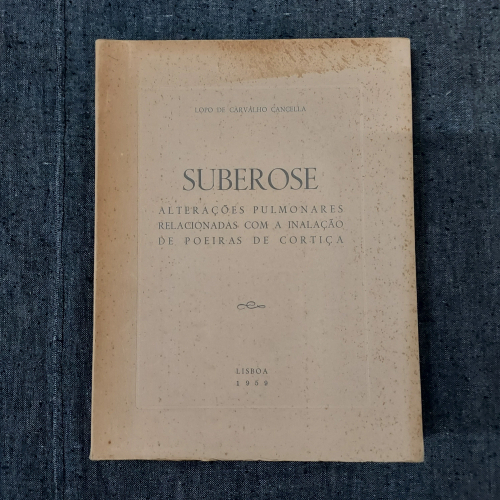 LOPO DE CARVALHO CANCELLA
SUBEROSE
ALTERAÇÕES PULMONARES
RELACIONADAS COM A INALAÇÃO
DE POEIRAS DE CORTIÇA
LISBOA
1959